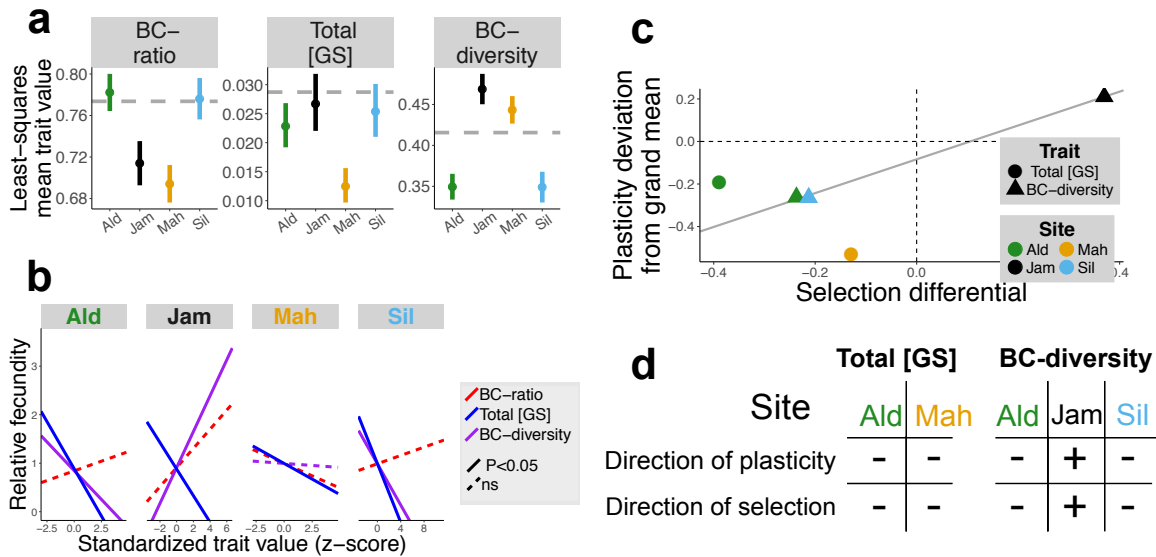 a
BC−
ratio
Total
[GS]
BC−
diversity
Least−squares
mean trait value
0.80
0.76
0.72
0.68
Ald
Jam
Mah
Sil
0.030
0.025
0.020
0.015
0.010
Ald
Jam
Mah
Sil
0.45
0.40
0.35
Ald
Jam
Mah
Sil
b
Ald
Jam
Mah
Sil
Relative fecundity
3
2
1
0
−2.5
0.0
2.5
−2
0
2
4
6
−2.5
0.0
2.5
−4
0
4
8
Standardized trait value (z−score)
BC−ratio
Total [GS]
BC−diversity
P<0.05
ns
c
Plasticity deviation
from grand mean
0.2
0.0
−0.2
−0.4
−0.4
−0.2
0.0
0.4
Selection differential
Trait
Total [GS]
BC−diversity
Site
Ald
Mah
Jam
Sil
d
Total [GS]
BC-diversity
Site
Ald
Mah
Ald
Jam
Sil
Direction of plasticity
-
-
-
+
-
Direction of selection
-
-
-
+
-